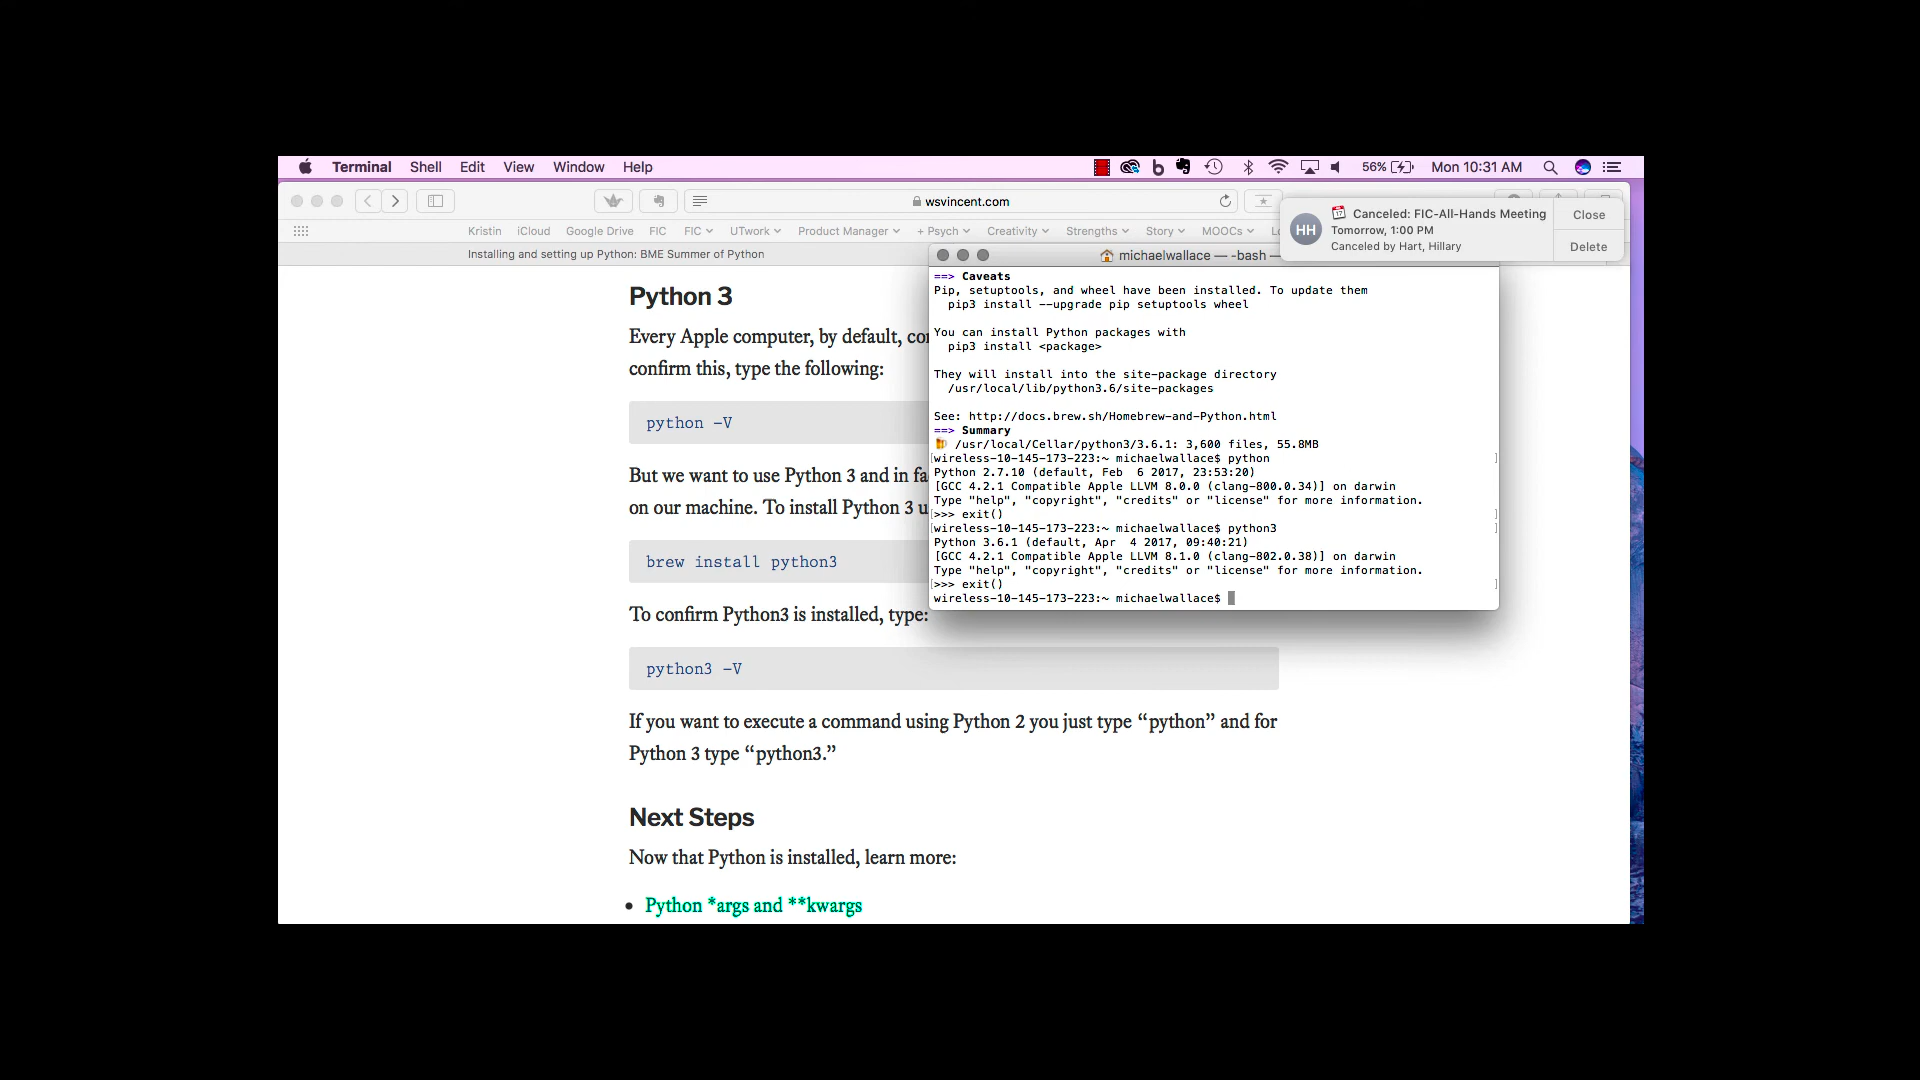 Terminal Shell Edit View Window Help
56% Mon 10:31 AM
wsvincent.com
Kristin iCloud Google Drive FIC FIC UTwork Product Manager + Psych Creativity Strengths Story MOOCs
Installing and setting up Python: BME Summer of Python
HH
17
Canceled: FIC-All-Hands Meeting
Tomorrow, 1:00 PM
Canceled by Hart, Hillary
Close
Delete
Python 3
Every Apple computer, by default,
confirm this, type the following:
python -V
But we want to use Python 3 and in
on our machine. To install Python 3
brew install python3
To confirm Python3 is installed, type:
python3 -V
If you want to execute a command using Python 2 you just type “python” and for
Python 3 type “python3.”
Next Steps
Now that Python is installed, learn more:
• Python *args and **kwargs
michaelwallace — -bash —
==> Caveats
Pip, setuptools, and wheel have been installed. To update them
pip3 install --upgrade pip setuptools wheel
You can install Python packages with
pip3 install <package>
They will install into the site-package directory
/usr/local/lib/python3.6/site-packages
See: http://docs.brew.sh/Homebrew-and-Python.html
==> Summary
🍺 /usr/local/Cellar/python3/3.6.1: 3,600 files, 55.8MB
[wireless-10-145-173-223:~ michaelwallace$ python ]
Python 2.7.10 (default, Feb  6 2017, 23:53:20)
[GCC 4.2.1 Compatible Apple LLVM 8.0.0 (clang-800.0.34)] on darwin
Type "help", "copyright", "credits" or "license" for more information.
[>>> exit() ]
[wireless-10-145-173-223:~ michaelwallace$ python3 ]
Python 3.6.1 (default, Apr  4 2017, 09:40:21)
[GCC 4.2.1 Compatible Apple LLVM 8.1.0 (clang-802.0.38)] on darwin
Type "help", "copyright", "credits" or "license" for more information.
[>>> exit() ]
wireless-10-145-173-223:~ michaelwallace$